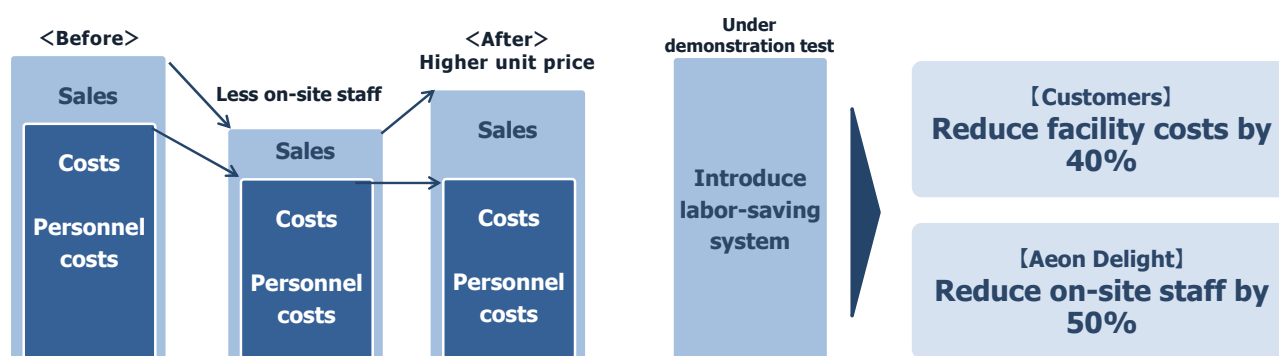 <Before>
Sales
Costs
Personnel
costs
Less on-site staff
Sales
Costs
Personnel
costs
<After>
Higher unit price
Sales
Costs
Personnel
costs
Under
demonstration test
Introduce
labor-saving
system
【Customers】
Reduce facility costs by
40%
【Aeon Delight】
Reduce on-site staff by
50%